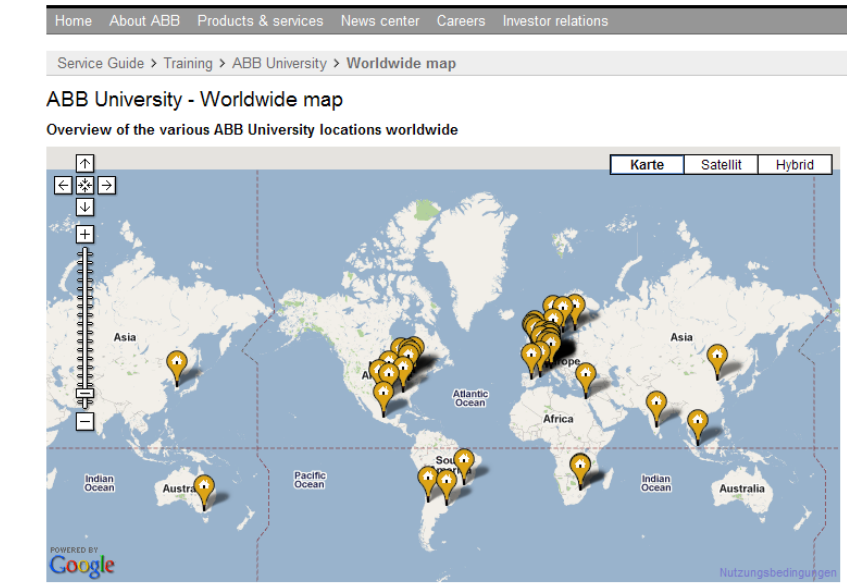 Home About ABB Products & services News center Careers Investor relations
Service Guide > Training > ABB University > Worldwide map
ABB University - Worldwide map
Overview of the various ABB University locations worldwide
Karte Satellit Hybrid
Asia
Asia
Atlantic
Ocean
Africa
Indian
Ocean
Pacific
Ocean
Indian
Ocean
Australia
POWERED BY
Google
Nutzungsbedingungen